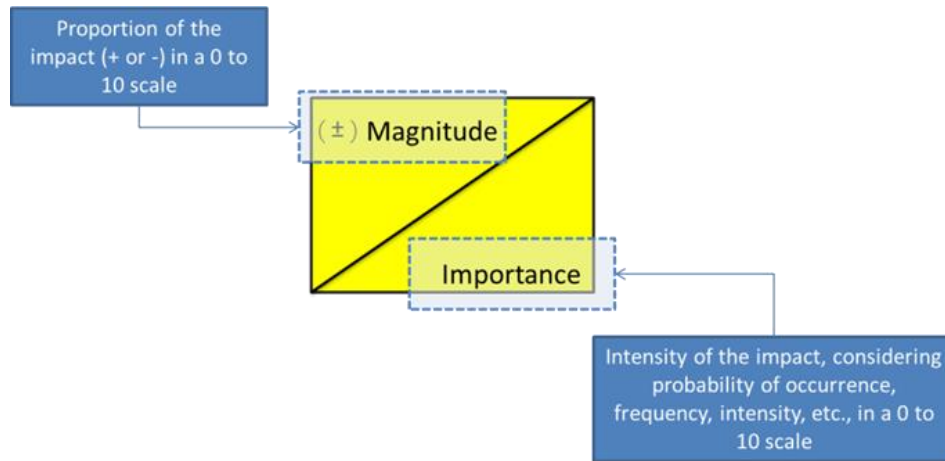 Proportion of the
impact (+ or -) in a 0 to
10 scale
(±) Magnitude
Importance
Intensity of the impact, considering
probability of occurrence,
frequency, intensity, etc., in a 0 to
10 scale